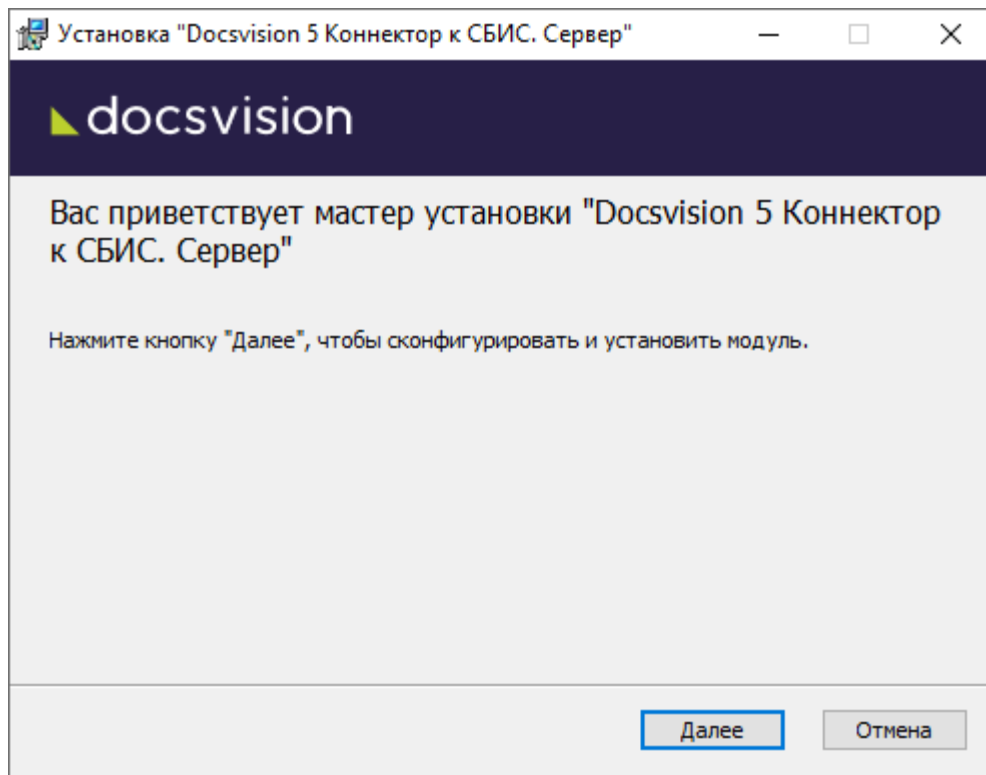 Установка "Docsvision 5 Коннектор к СБИС. Сервер"
docsvision
Вас приветствует мастер установки "Docsvision 5 Коннектор
к СБИС. Сервер"
Нажмите кнопку "Далее", чтобы сконфигурировать и установить модуль.
Далее
Отмена